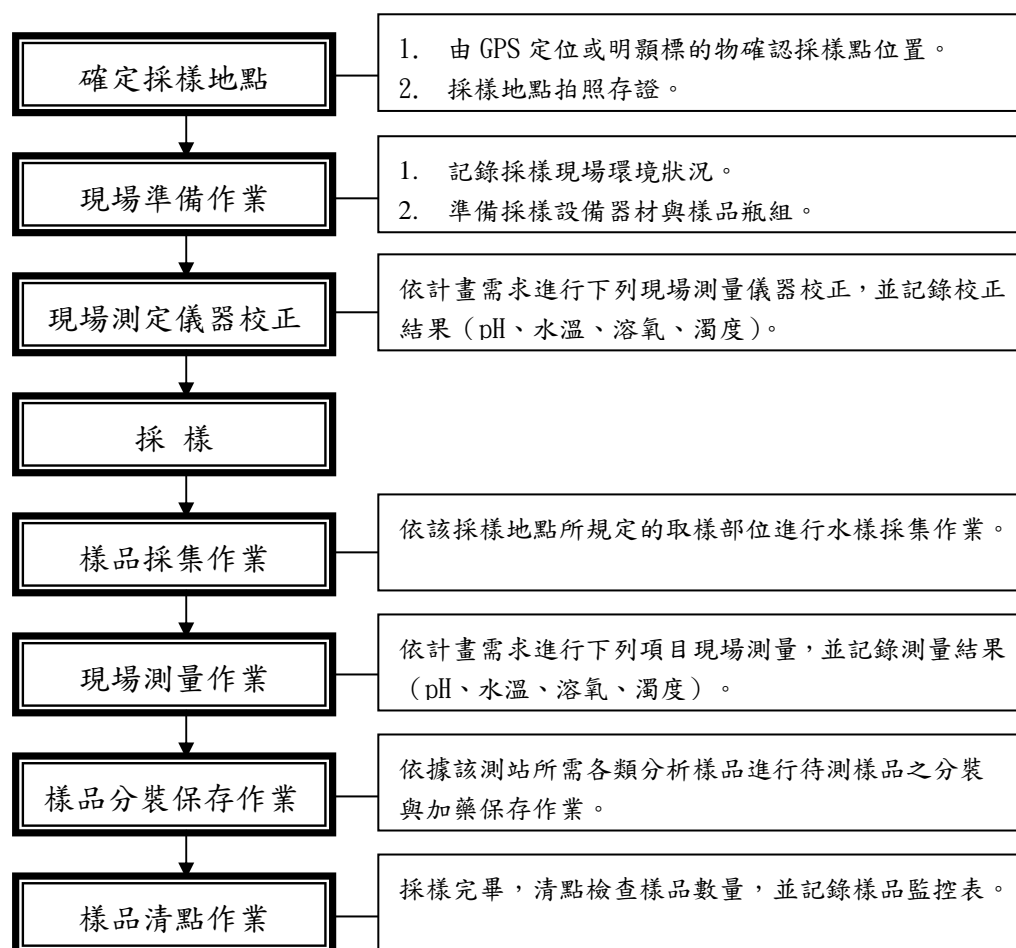 確定採樣地點
1. 由 GPS 定位或明顯標的物確認採樣點位置。
2. 採樣地點拍照存證。
現場準備作業
1. 記錄採樣現場環境狀況。
2. 準備採樣設備器材與樣品瓶組。
現場測定儀器校正
依計畫需求進行下列現場測量儀器校正，並記錄校正
結果（pH、水溫、溶氧、濁度）。
採 樣
樣品採集作業
依該採樣地點所規定的取樣部位進行水樣採集作業。
現場測量作業
依計畫需求進行下列項目現場測量，並記錄測量結果
（pH、水溫、溶氧、濁度）。
樣品分裝保存作業
依據該測站所需各類分析樣品進行待測樣品之分裝
與加藥保存作業。
樣品清點作業
採樣完畢，清點檢查樣品數量，並記錄樣品監控表。